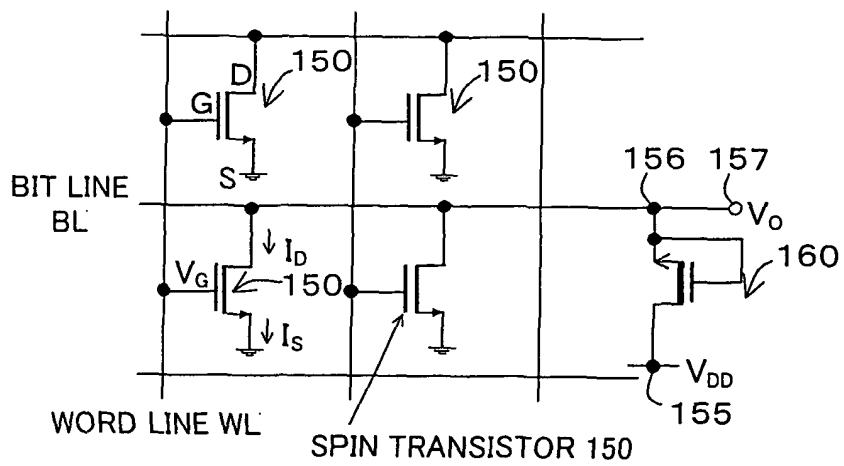 D
150
150
G
S
BIT LINE
BL
156
157
VO
ID
VG
150
160
IS
VDD
155
WORD LINE WL
SPIN TRANSISTOR 150